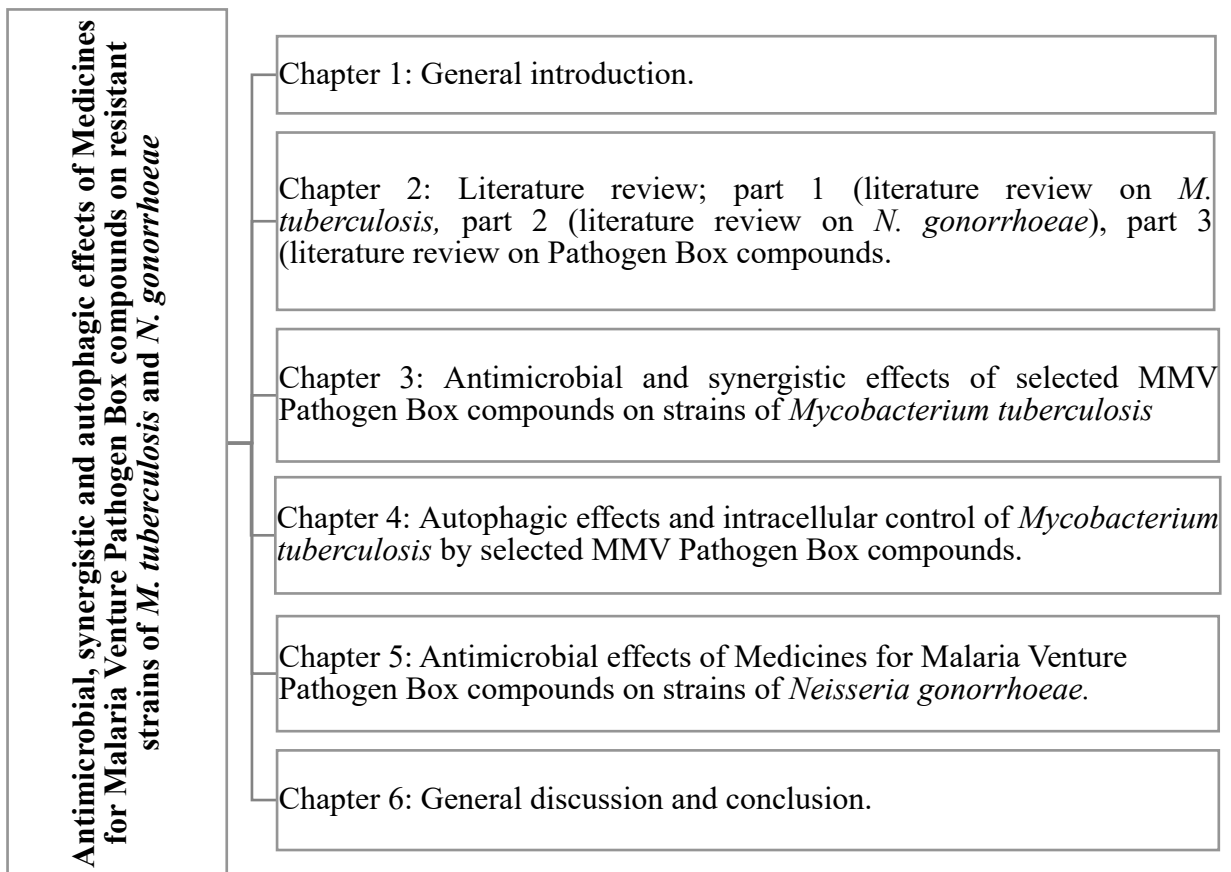 Antimicrobial, synergistic and autophagic effects of Medicines
for Malaria Venture Pathogen Box compounds on resistant
strains of M. tuberculosis and N. gonorrhoeae
Chapter 1: General introduction.
Chapter 2: Literature review; part 1 (literature review on M.
tuberculosis, part 2 (literature review on N. gonorrhoeae), part 3
(literature review on Pathogen Box compounds.
Chapter 3: Antimicrobial and synergistic effects of selected MMV
Pathogen Box compounds on strains of Mycobacterium tuberculosis
Chapter 4: Autophagic effects and intracellular control of Mycobacterium
tuberculosis by selected MMV Pathogen Box compounds.
Chapter 5: Antimicrobial effects of Medicines for Malaria Venture
Pathogen Box compounds on strains of Neisseria gonorrhoeae.
Chapter 6: General discussion and conclusion.